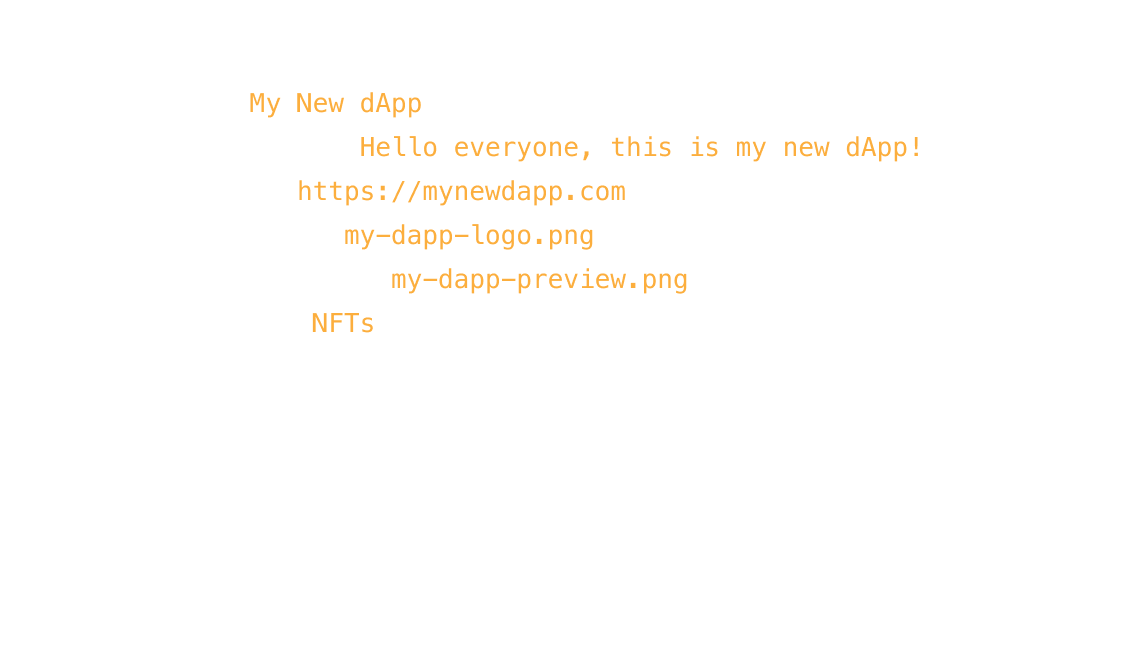 My New dApp
Hello everyone, this is my new dApp!
https://mynewdapp.com
my-dapp-logo.png
my-dapp-preview.png
NFTs